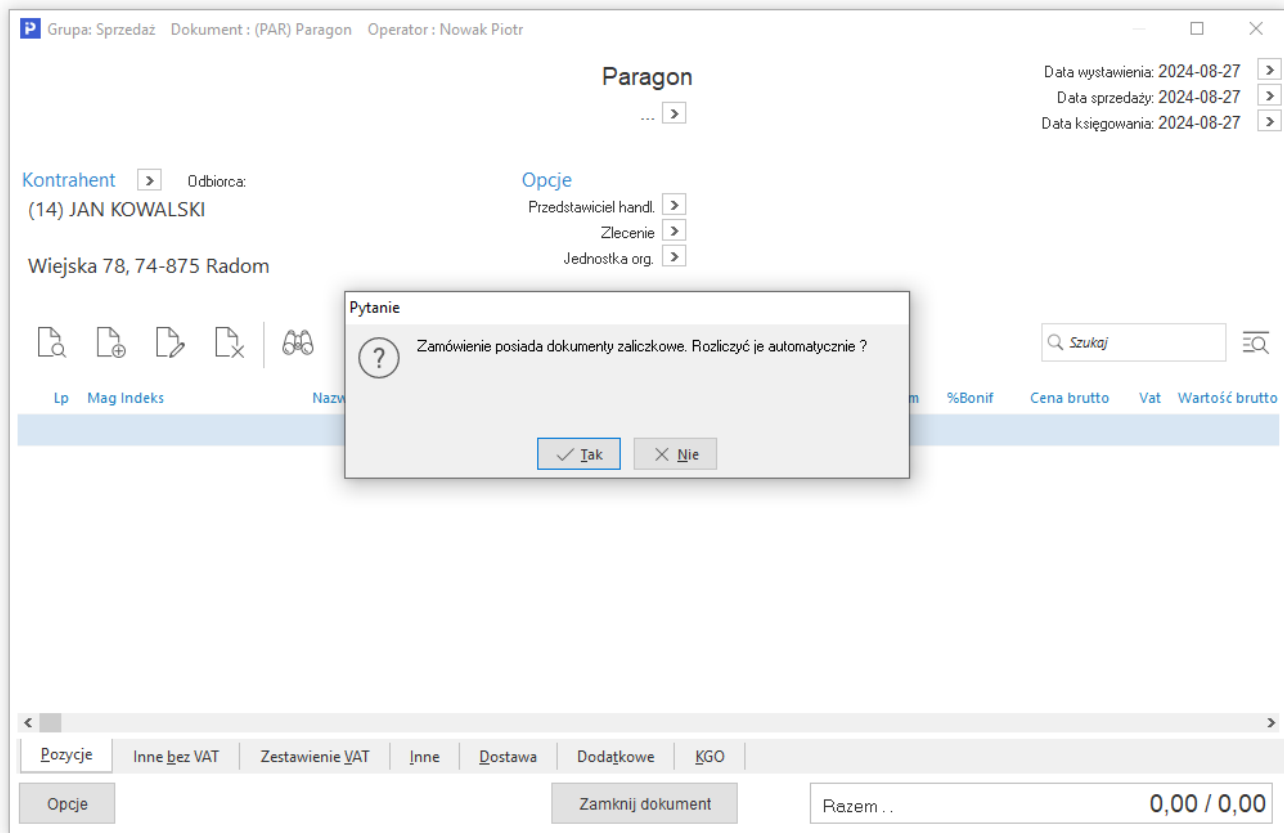 Grupa: Sprzedaż Dokument : (PAR) Paragon Operator : Nowak Piotr
Paragon
...
Data wystawienia: 2024-08-27
Data sprzedaży: 2024-08-27
Data księgowania: 2024-08-27
Kontrahent Odbiorca:
(14) JAN KOWALSKI
Wiejska 78, 74-875 Radom
Opcje
Przedstawiciel handl.
Zlecenie
Jednostka org.
Pytanie
Zamówienie posiada dokumenty zaliczkowe. Rozliczyć je automatycznie ?
Tak Nie
Szukaj
Lp Mag Indeks %Bonif Cena brutto Vat Wartość brutto
Pozycje Inne bez VAT Zestawienie VAT Inne Dostawa Dodatkowe KGO
Opcje Zamknij dokument Razem . . 0,00 / 0,00